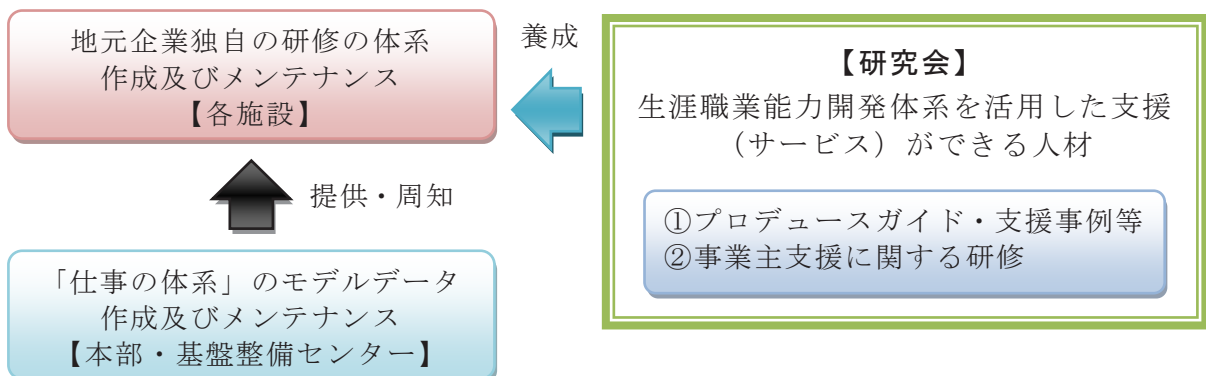 地元企業独自の研修の体系
作成及びメンテナンス
【各施設】
養成
【研究会】
生涯職業能力開発体系を活用した支援
（サービス）ができる人材
①プロデュースガイド・支援事例等
②事業主支援に関する研修
提供・周知
「仕事の体系」のモデルデータ
作成及びメンテナンス
【本部・基盤整備センター】